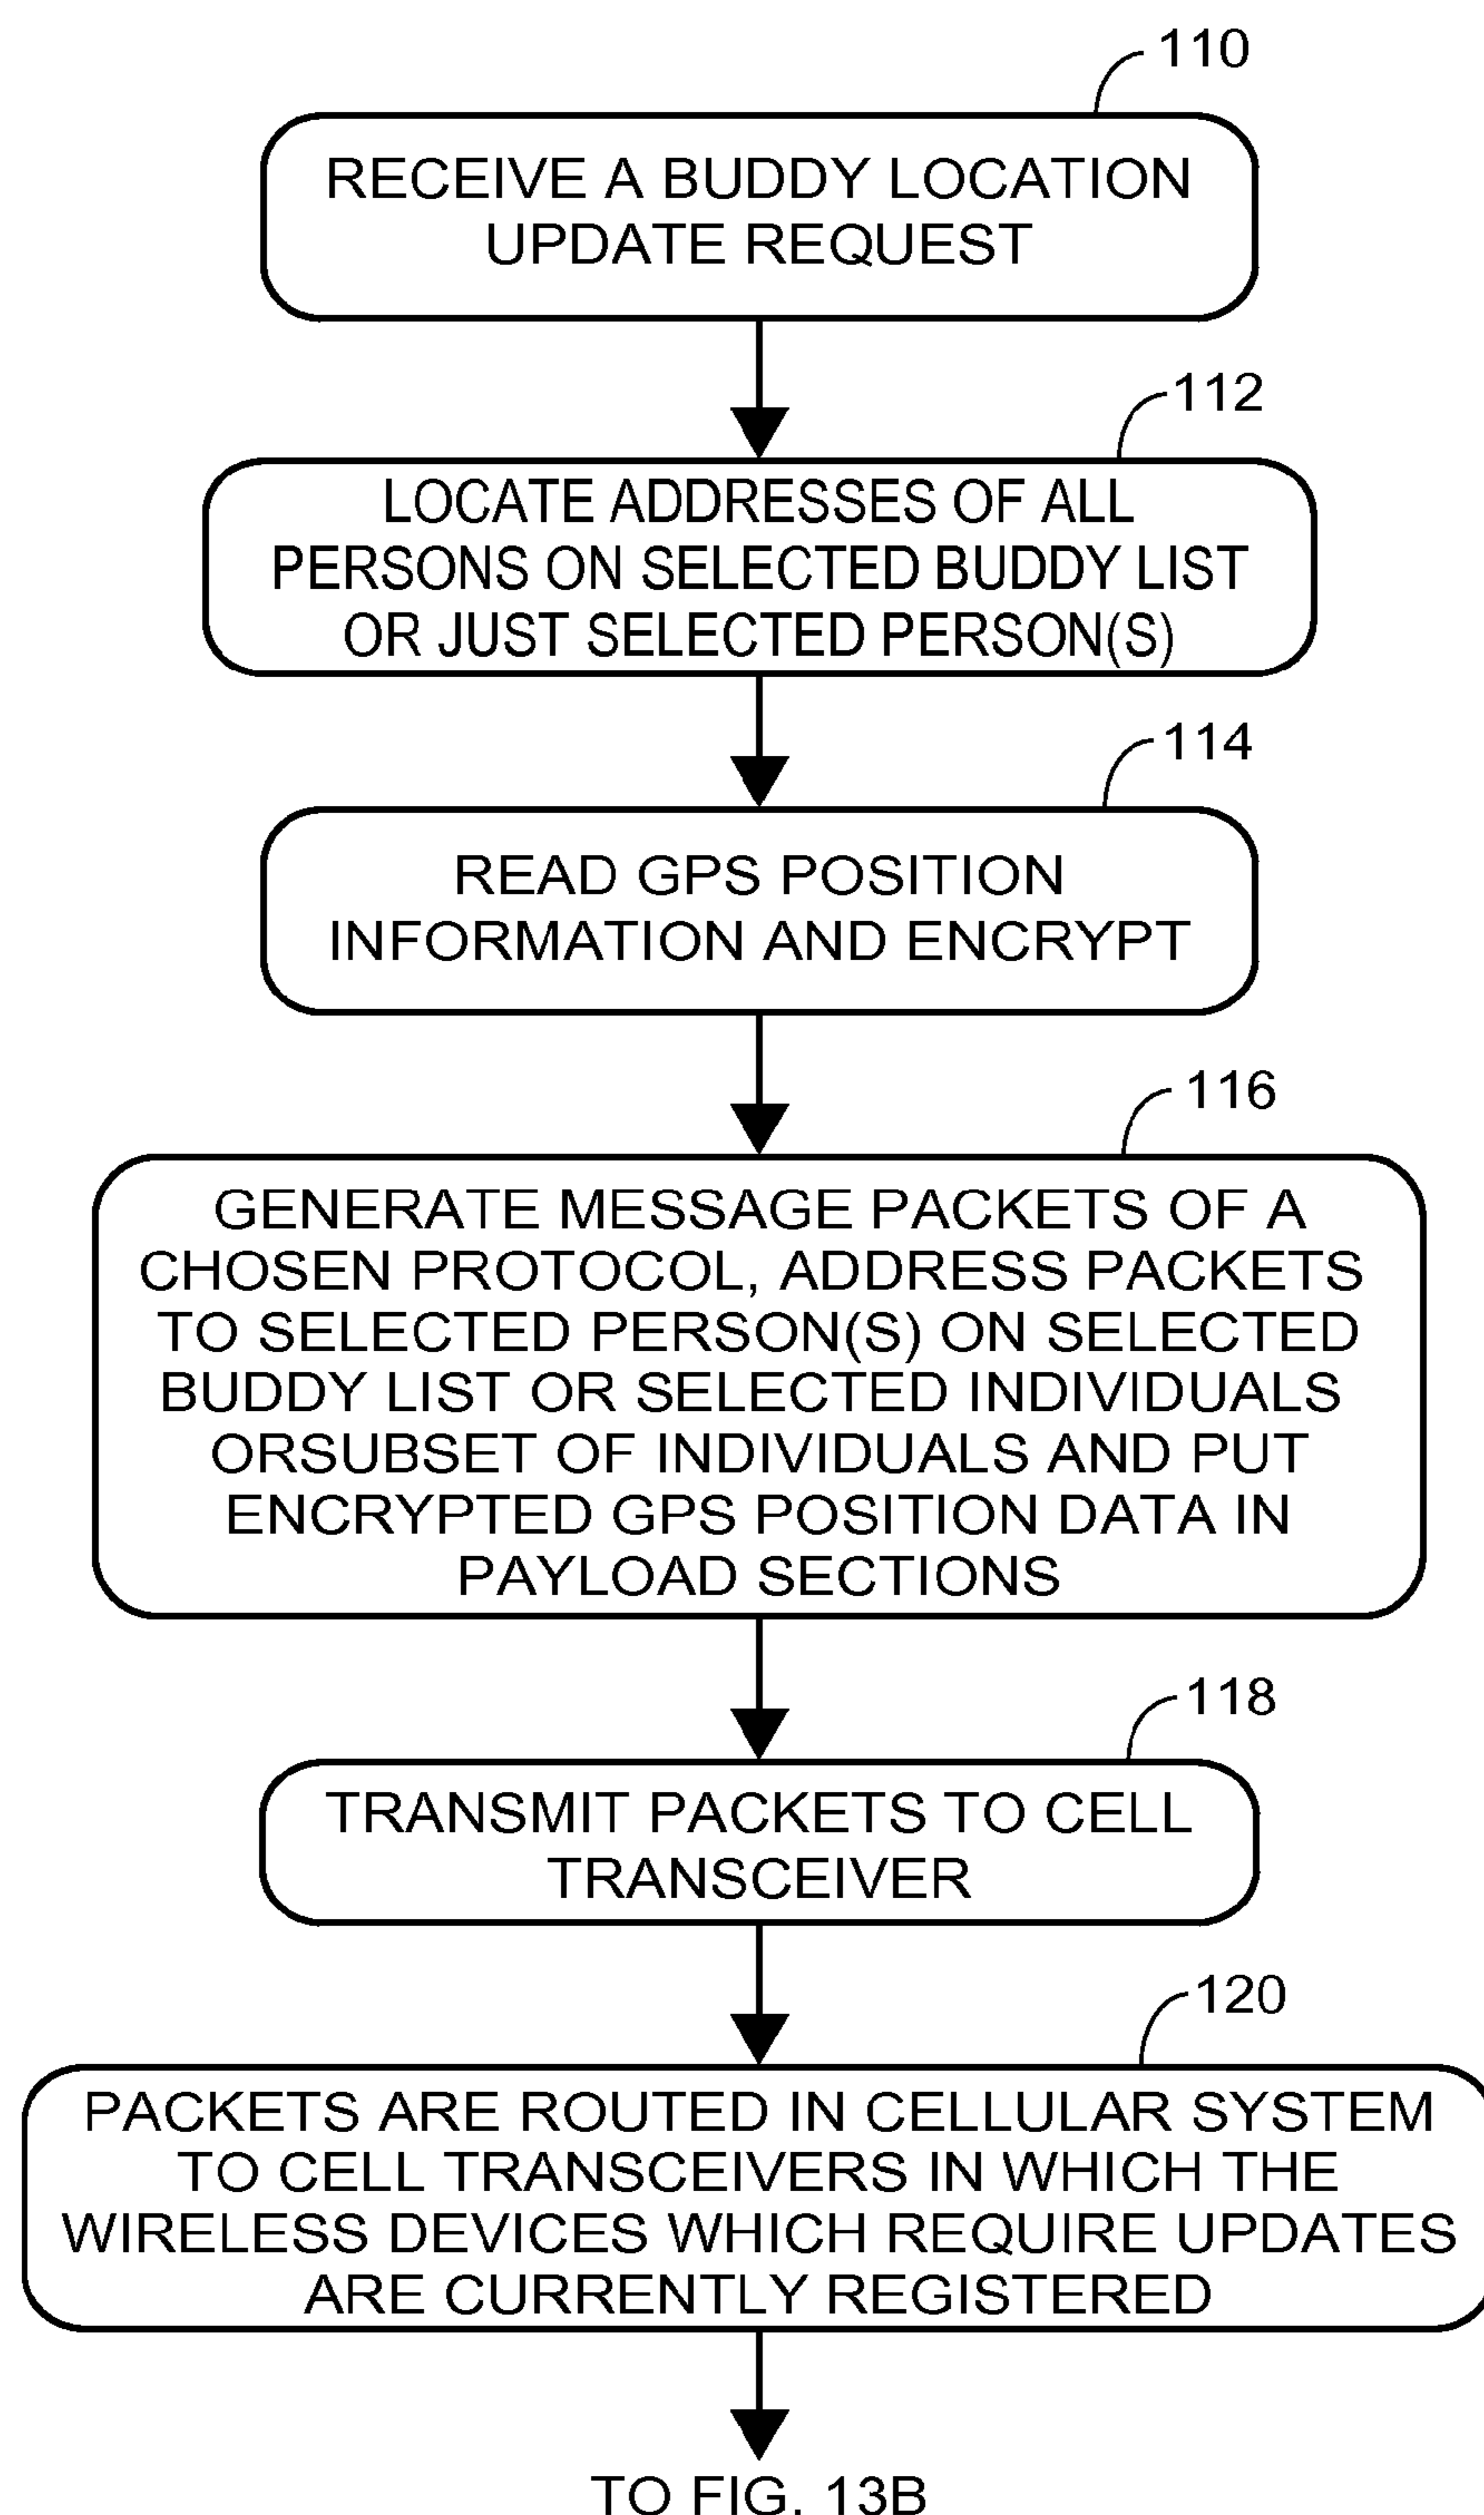 110
RECEIVE A BUDDY LOCATION
UPDATE REQUEST
112
LOCATE ADDRESSES OF ALL
PERSONS ON SELECTED BUDDY LIST
OR JUST SELECTED PERSON(S)
114
READ GPS POSITION
INFORMATION AND ENCRYPT
116
GENERATE MESSAGE PACKETS OF A
CHOSEN PROTOCOL, ADDRESS PACKETS
TO SELECTED PERSON(S) ON SELECTED
BUDDY LIST OR SELECTED INDIVIDUALS
ORSUBSET OF INDIVIDUALS AND PUT
ENCRYPTED GPS POSITION DATA IN
PAYLOAD SECTIONS
118
TRANSMIT PACKETS TO CELL
TRANSCEIVER
120
PACKETS ARE ROUTED IN CELLULAR SYSTEM
TO CELL TRANSCEIVERS IN WHICH THE
WIRELESS DEVICES WHICH REQUIRE UPDATES
ARE CURRENTLY REGISTERED
TO FIG. 13B